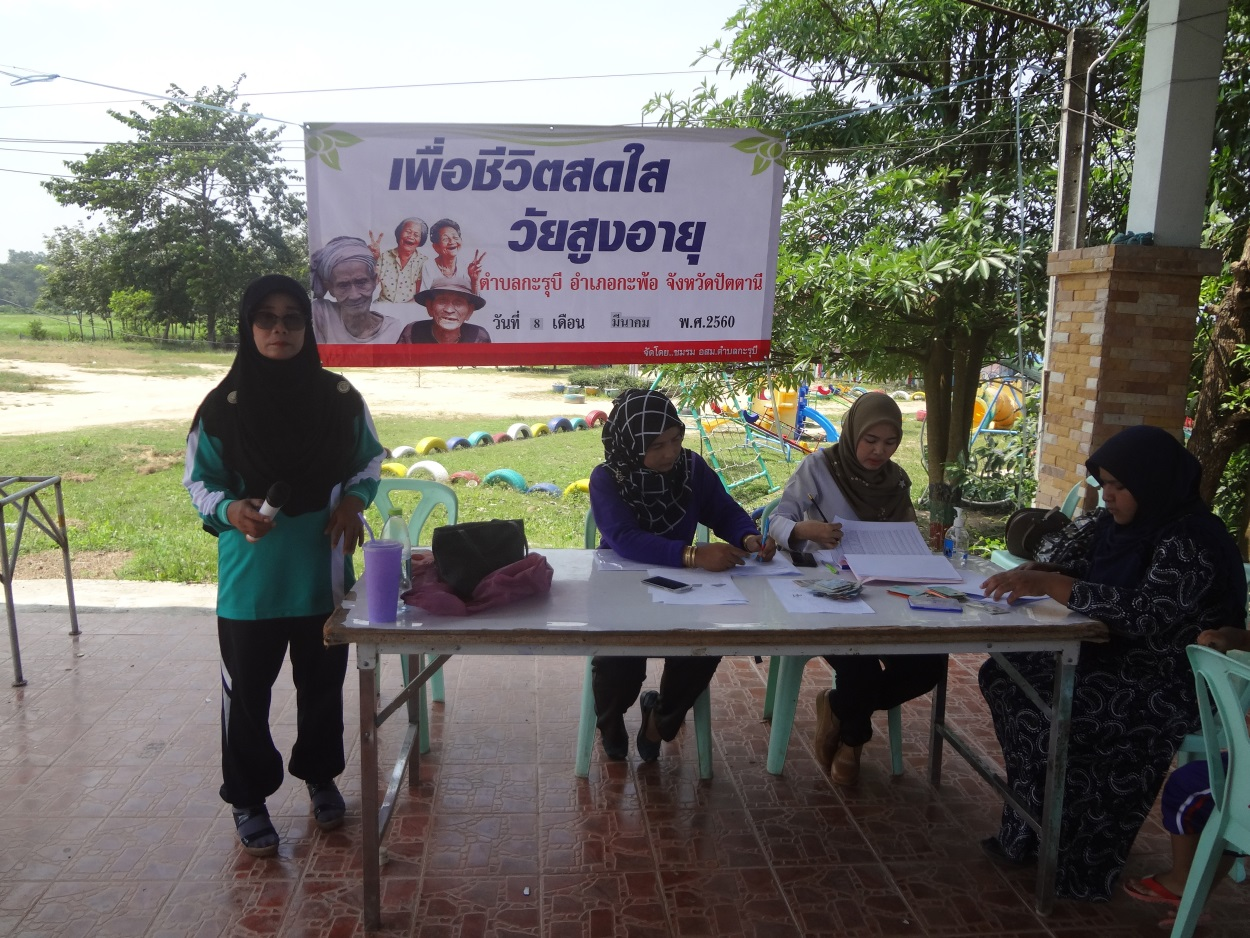 เพื่อชีวิตสดใส
วัยสูงอายุ
ตำบลกะรุบี อำเภอกะพ้อ จังหวัดปัตตานี
วันที่ 8 เดือน มีนาคม พ.ศ.2560
จัดโดย..ชมรม อสม.ตำบลกะรุบี